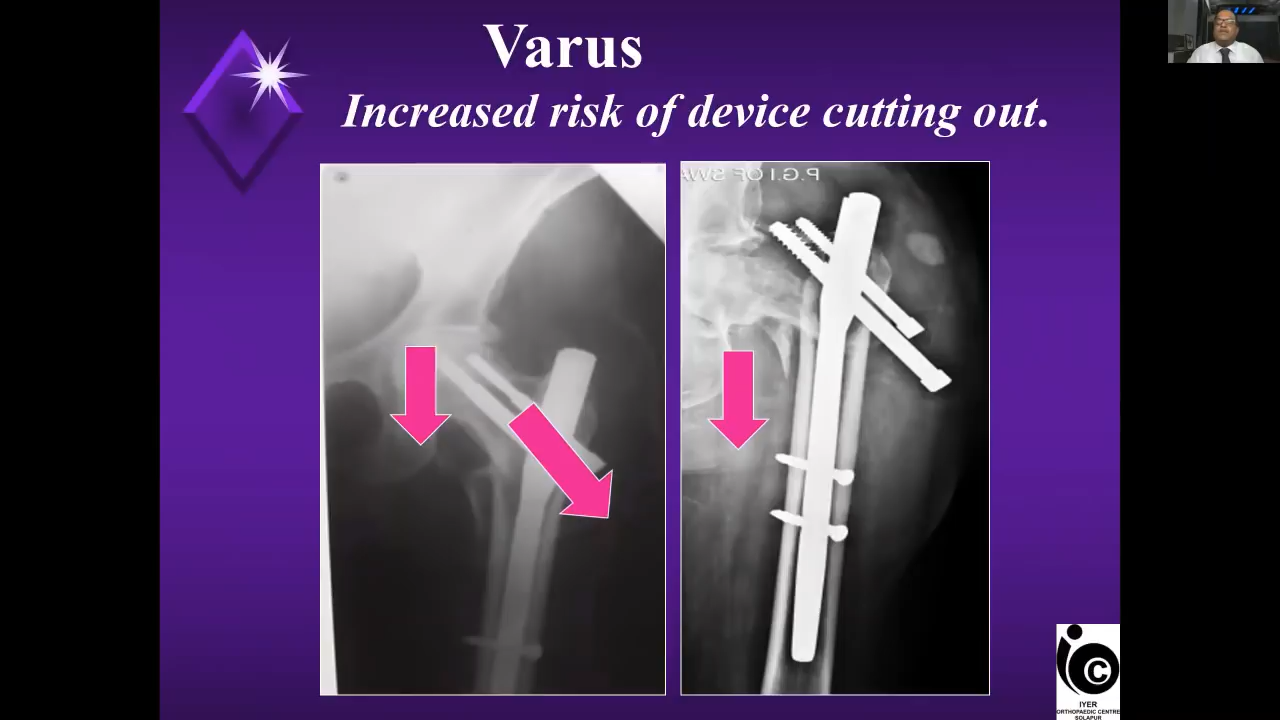 Varus
Increased risk of device cutting out.
P.G.I OF SWA
IYER
ORTHOPAEDIC CENTRE
SOLAPUR